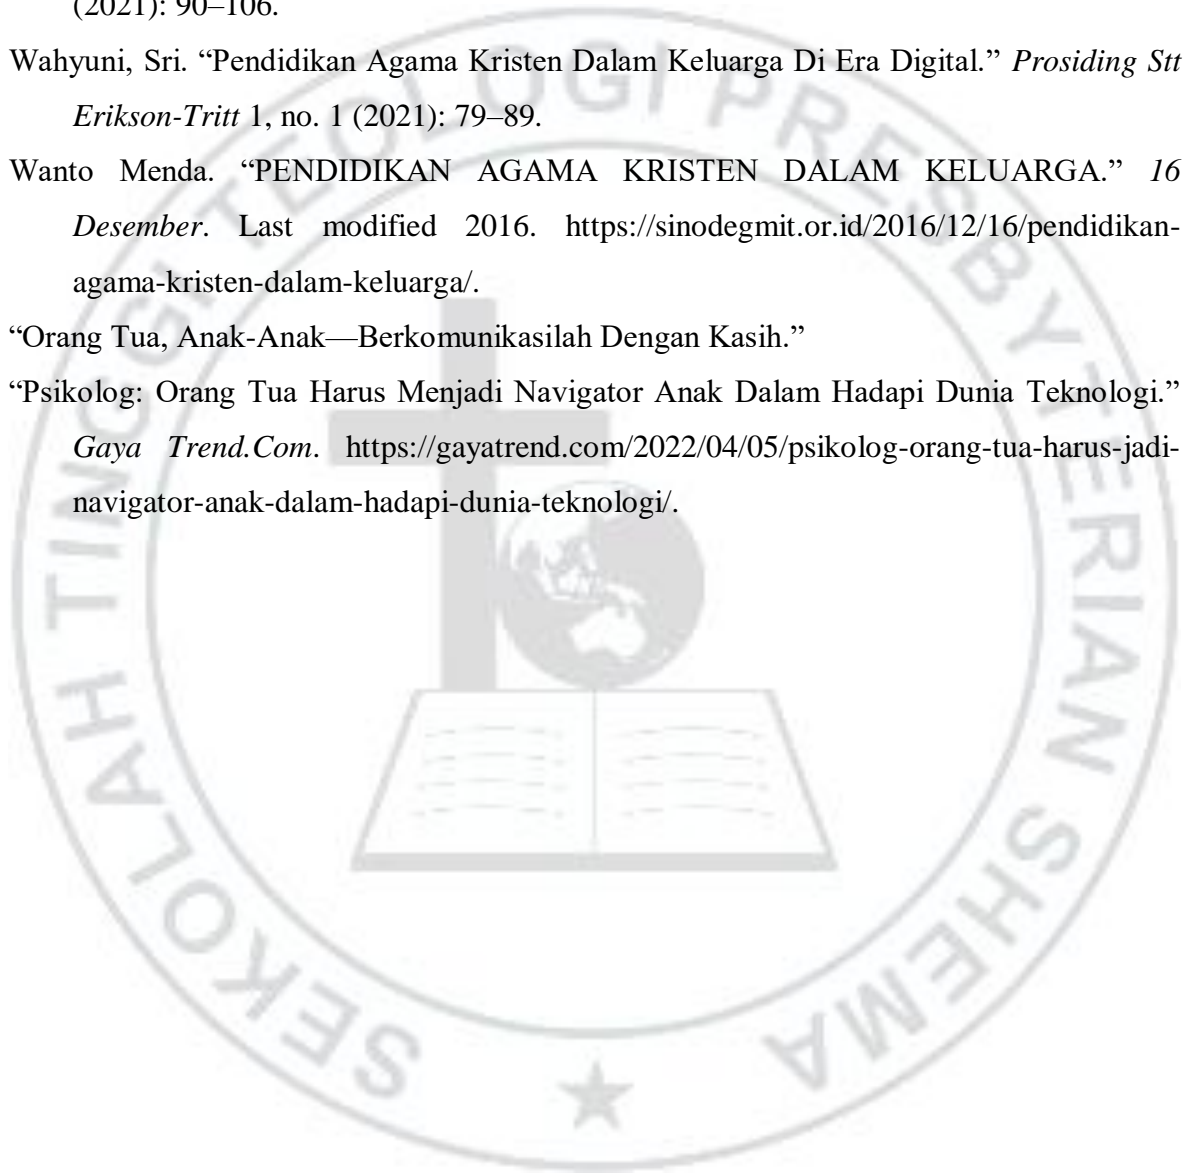 (2021): 90–106.
Wahyuni, Sri. “Pendidikan Agama Kristen Dalam Keluarga Di Era Digital.” Prosiding Stt
Erikson-Tritt 1, no. 1 (2021): 79–89.
Wanto Menda. “PENDIDIKAN AGAMA KRISTEN DALAM KELUARGA.” 16
Desember. Last modified 2016. https://sinodegmit.or.id/2016/12/16/pendidikan-
agama-kristen-dalam-keluarga/.
“Orang Tua, Anak-Anak—Berkomunikasilah Dengan Kasih.”
“Psikolog: Orang Tua Harus Menjadi Navigator Anak Dalam Hadapi Dunia Teknologi.”
Gaya Trend.Com. https://gayatrend.com/2022/04/05/psikolog-orang-tua-harus-jadi-
navigator-anak-dalam-hadapi-dunia-teknologi/.
SEKOLAH TINGGI TEOLOGI PRESBYTERIAN SHEMA